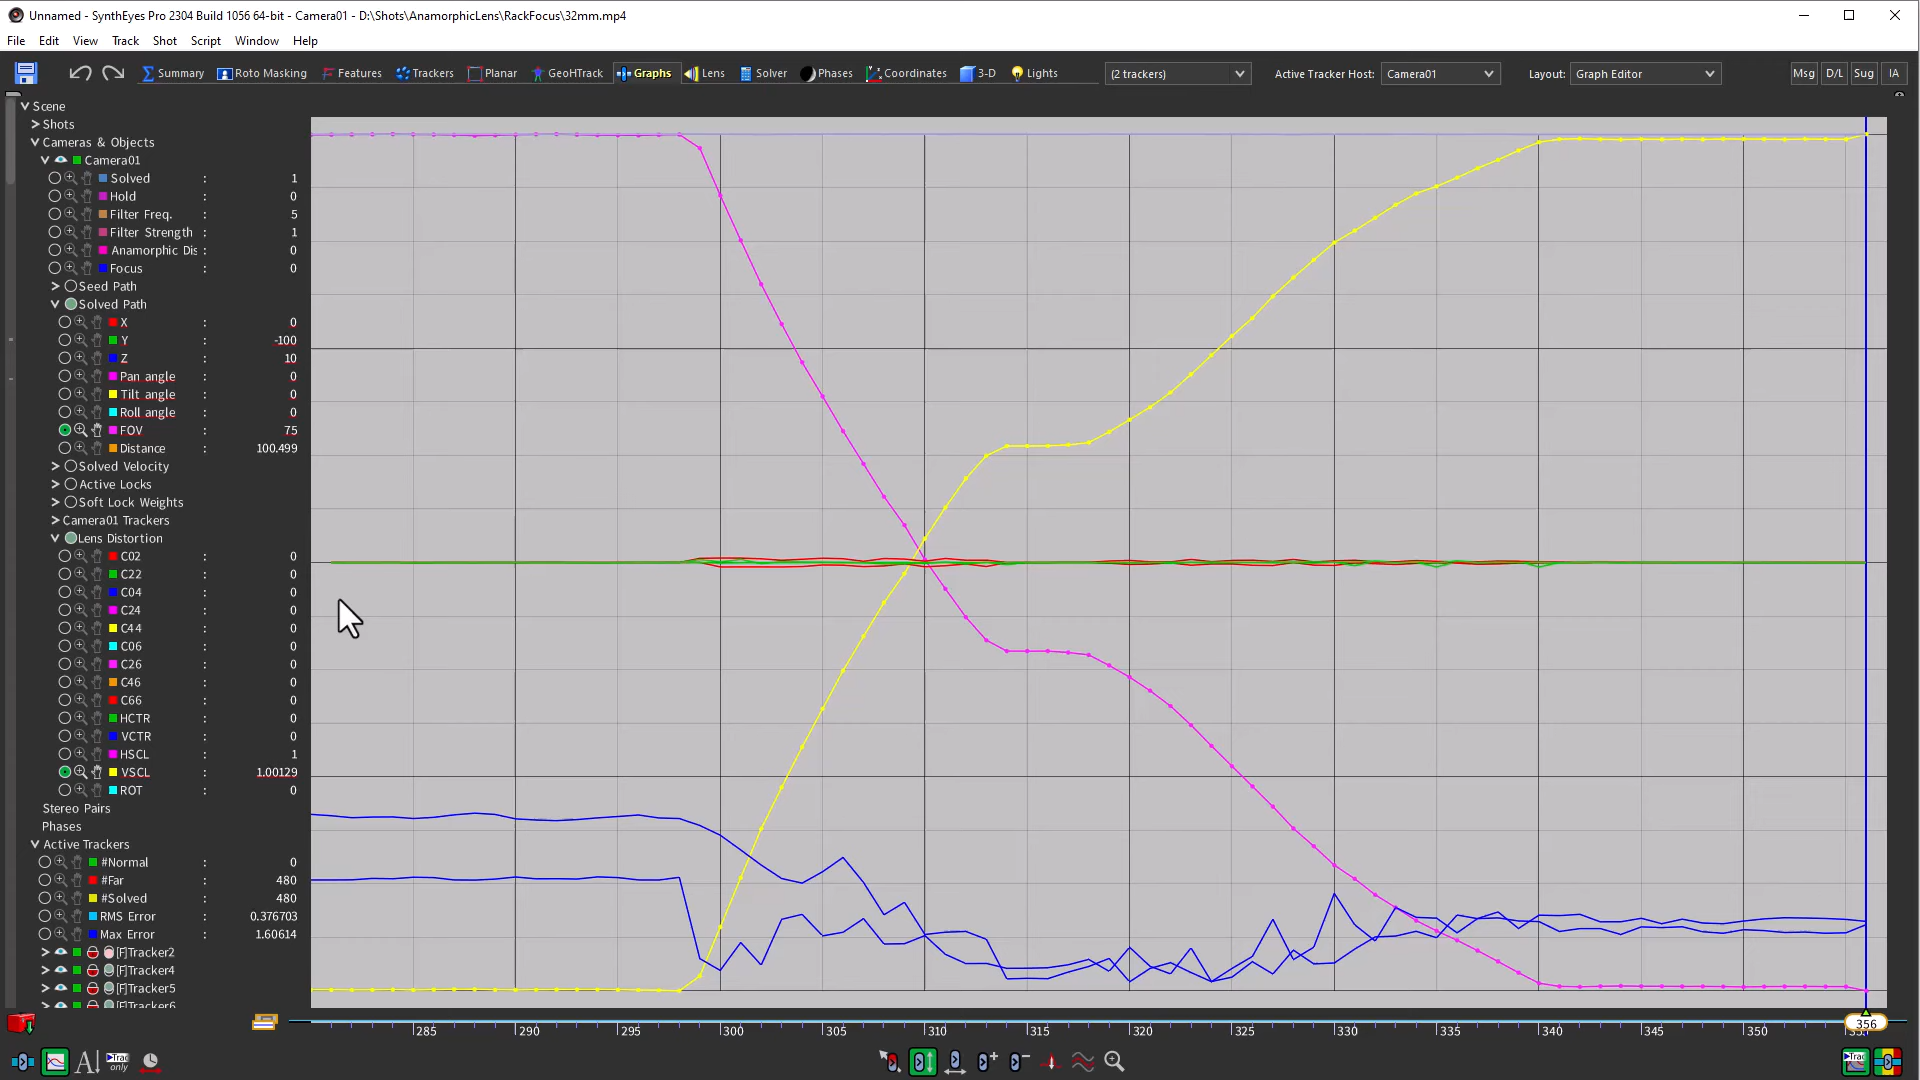 Unnamed - SynthEyes Pro 2304 Build 1056 64-bit - Camera01 - D:\Shots\AnamorphicLens\RackFocus\32mm.mp4
File Edit View Track Shot Script Window Help
Summary Roto Masking Features Trackers Planar GeoHTrack Graphs Lens Solver Phases Coordinates 3-D Lights (2 trackers) Active Tracker Host: Camera01 Layout: Graph Editor Msg D/L Sug IA
Scene
Shots
Cameras & Objects
Camera01
Solved : 1
Hold : 0
Filter Freq. : 5
Filter Strength : 1
Anamorphic Dis : 0
Focus : 0
Seed Path
Solved Path
X : 0
Y : -100
Z : 10
Pan angle : 0
Tilt angle : 0
Roll angle : 0
FOV : 75
Distance : 100.499
Solved Velocity
Active Locks
Soft Lock Weights
Camera01 Trackers
Lens Distortion
C02 : 0
C22 : 0
C04 : 0
C24 : 0
C44 : 0
C06 : 0
C26 : 0
C46 : 0
C66 : 0
HCTR : 0
VCTR : 0
HSCL : 1
VSCL : 1.00129
ROT : 0
Stereo Pairs
Phases
Active Trackers
#Normal : 0
#Far : 480
#Solved : 480
RMS Error : 0.376703
Max Error : 1.60614
[F]Tracker2
[F]Tracker4
[F]Tracker5
[F]Tracker6
285 290 295 300 305 310 315 320 325 330 335 340 345 350 356
A Trac only Trac